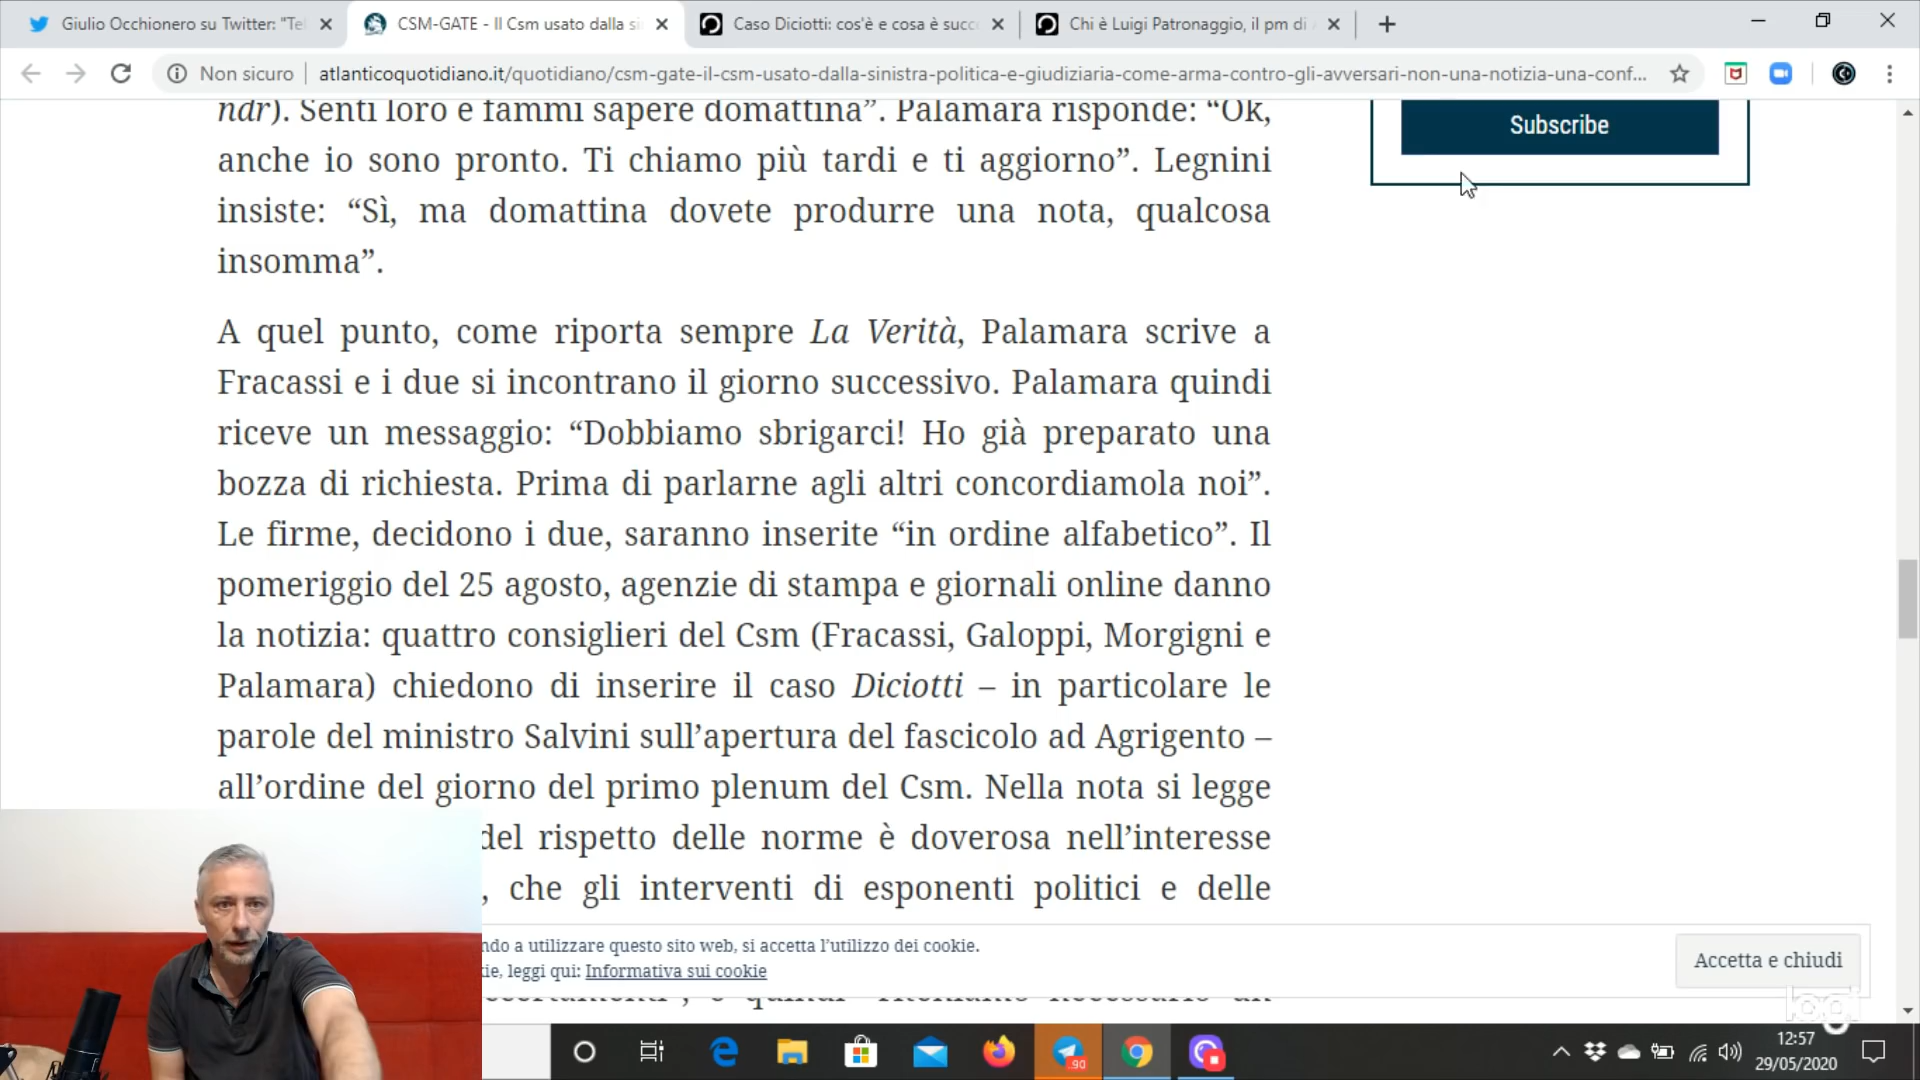 Giulio Occhionero su Twitter: "Tel
CSM-GATE - Il Csm usato dalla si
Caso Diciotti: cos'è e cosa è succ
Chi è Luigi Patronaggio, il pm di
Non sicuro
atlanticoquotidiano.it/quotidiano/csm-gate-il-csm-usato-dalla-sinistra-politica-e-giudiziaria-come-arma-contro-gli-avversari-non-una-notizia-una-conf...
ndr). Senti loro e fammi sapere domattina”. Palamara risponde: “Ok,
anche io sono pronto. Ti chiamo più tardi e ti aggiorno”. Legnini
insiste: “Sì, ma domattina dovete produrre una nota, qualcosa
insomma”.
Subscribe
A quel punto, come riporta sempre La Verità, Palamara scrive a
Fracassi e i due si incontrano il giorno successivo. Palamara quindi
riceve un messaggio: “Dobbiamo sbrigarci! Ho già preparato una
bozza di richiesta. Prima di parlarne agli altri concordiamola noi”.
Le firme, decidono i due, saranno inserite “in ordine alfabetico”. Il
pomeriggio del 25 agosto, agenzie di stampa e giornali online danno
la notizia: quattro consiglieri del Csm (Fracassi, Galoppi, Morgigni e
Palamara) chiedono di inserire il caso Diciotti – in particolare le
parole del ministro Salvini sull’apertura del fascicolo ad Agrigento –
all’ordine del giorno del primo plenum del Csm. Nella nota si legge
del rispetto delle norme è doverosa nell’interesse
, che gli interventi di esponenti politici e delle
ndo a utilizzare questo sito web, si accetta l’utilizzo dei cookie.
kie, leggi qui: Informativa sui cookie
Accetta e chiudi
logi
90
12:57
29/05/2020